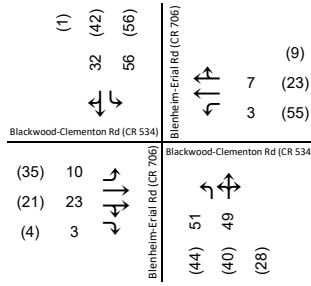 (1) (42) (56)
32 56
Blackwood-Clementon Rd (CR 534)
Blenheim-Erial Rd (CR 706)
(9)
7 (23)
3 (55)
(35) 10
(21) 23
(4) 3
Blenheim-Erial Rd (CR 706)
Blackwood-Clementon Rd (CR 534
51 49
(44) (40) (28)